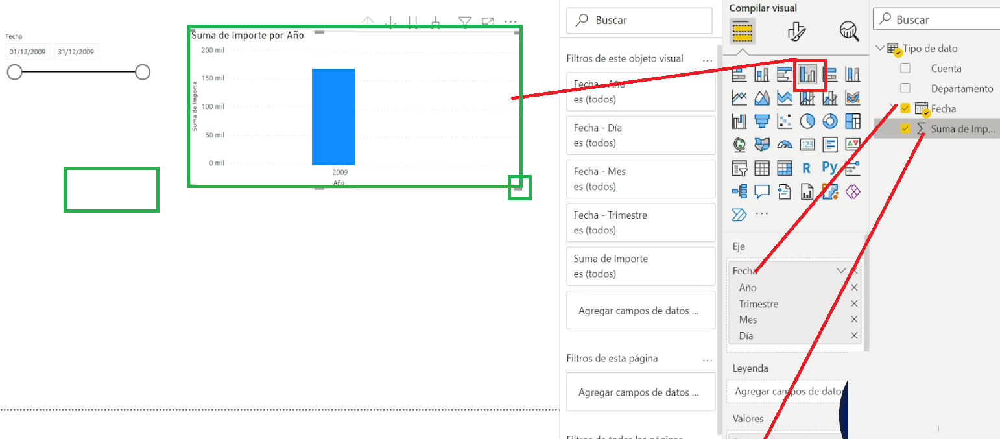 Fecha
01/12/2009
31/12/2009
Suma de Importe por Año
200 mil
150 mil
100 mil
50 mil
0 mil
Suma de Importe
2009
Año
Buscar
Filtros de este objeto visual
...
Fecha - Año
es (todos)
Fecha - Día
es (todos)
Fecha - Mes
es (todos)
Fecha - Trimestre
es (todos)
Suma de Importe
es (todos)
Agregar campos de datos ...
Filtros de esta página
...
Agregar campos de datos ...
Filtros de todas las páginas
Compilar visual
123
R
Py
...
Eje
Fecha
Año
Trimestre
Mes
Día
Leyenda
Agregar campos de datos
Valores
Buscar
Tipo de dato
Cuenta
Departamento
Fecha
Σ Suma de Imp...